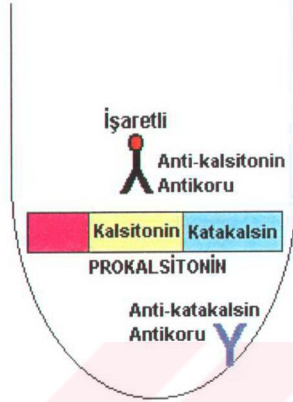 İşaretli
Anti-kalsitonin
Antikoru
Kalsitonin Katakalsin
PROKALSİTONİN
Anti-katakalsin
Antikoru